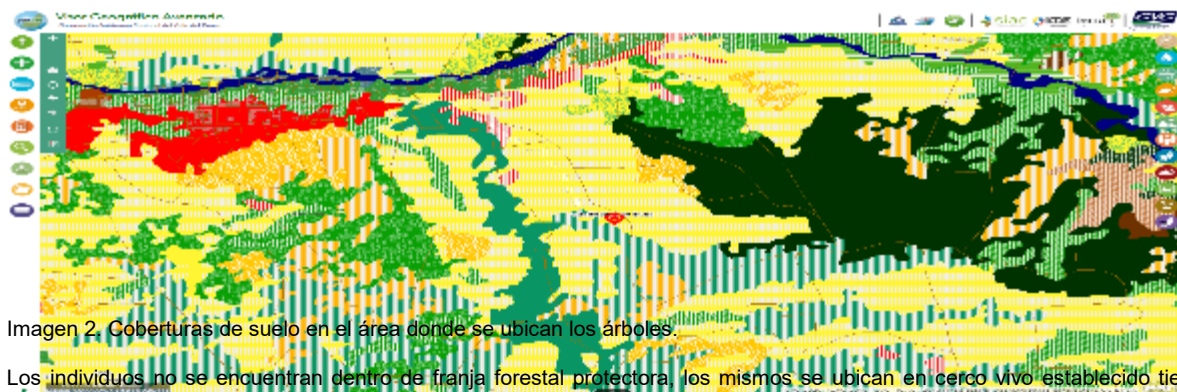 Visor Geográfico Avanzado
Imagen 2. Coberturas de suelo en el área donde se ubican los árboles.
Los individuos no se encuentran dentro de franja forestal protectora, los mismos se ubican en cerco vivo establecido tie